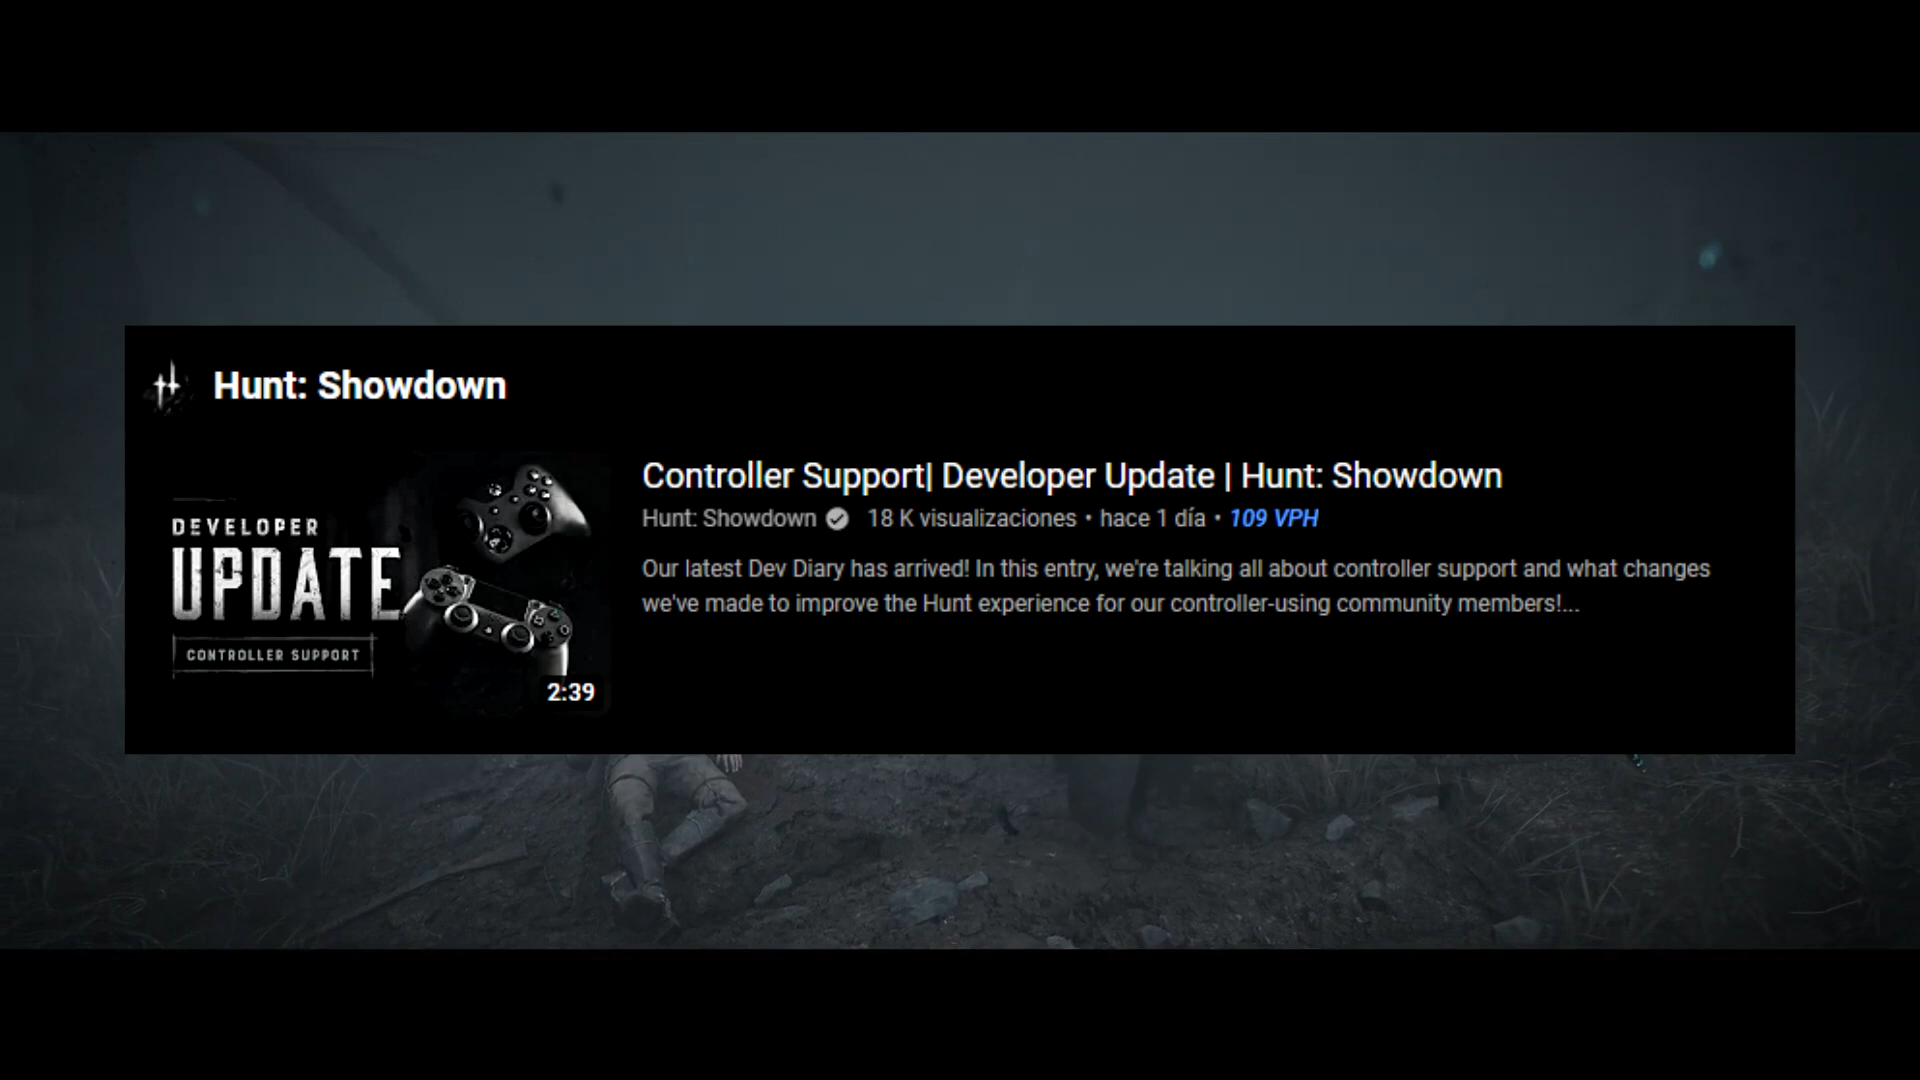 Hunt: Showdown
DEVELOPER
UPDATE
CONTROLLER SUPPORT
2:39
Controller Support| Developer Update | Hunt: Showdown
Hunt: Showdown 18 K visualizaciones • hace 1 día • 109 VPH
Our latest Dev Diary has arrived! In this entry, we're talking all about controller support and what changes
we've made to improve the Hunt experience for our controller-using community members!...